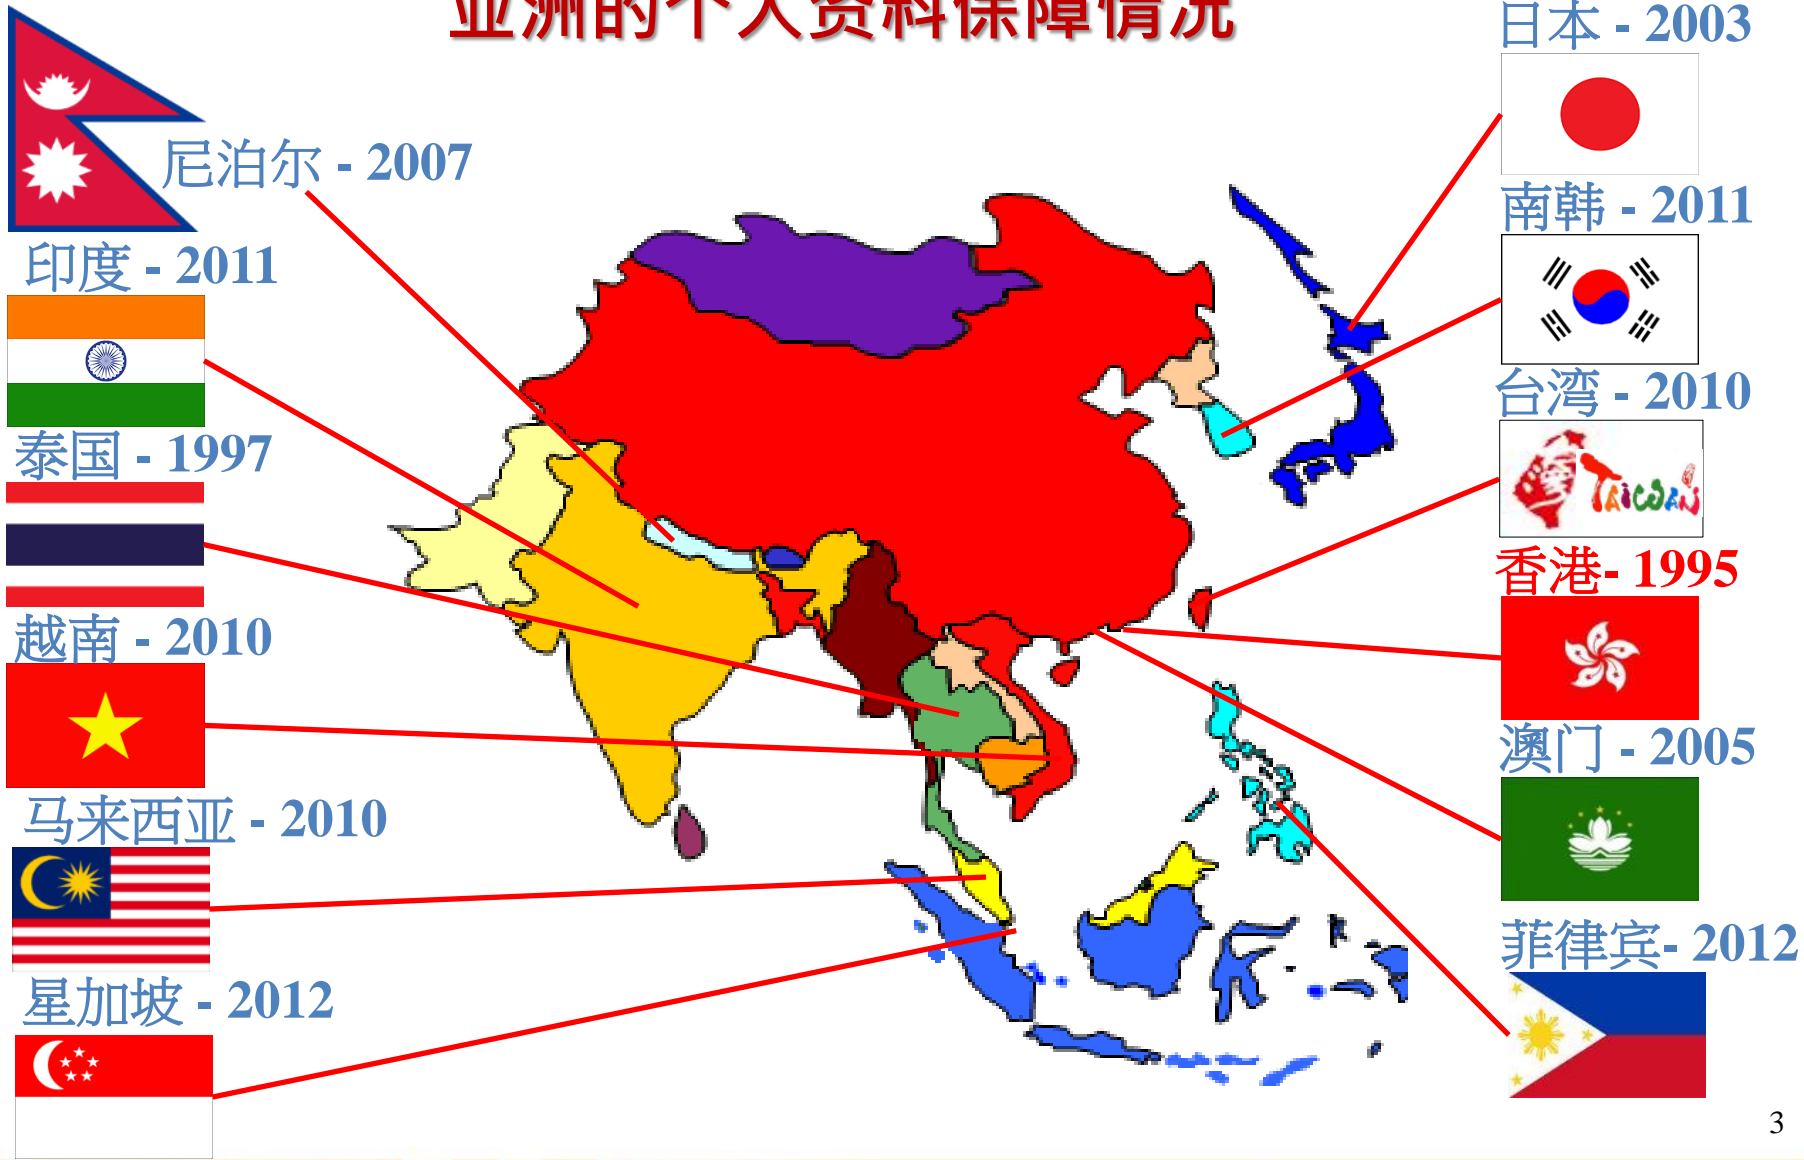 亚洲的个人资料保障情况
尼泊尔 - 2007
印度 - 2011
泰国 - 1997
越南 - 2010
马来西亚 - 2010
星加坡 - 2012
日本 - 2003
南韩 - 2011
台湾 - 2010
TAIWAN
香港- 1995
澳门 - 2005
菲律宾- 2012
3